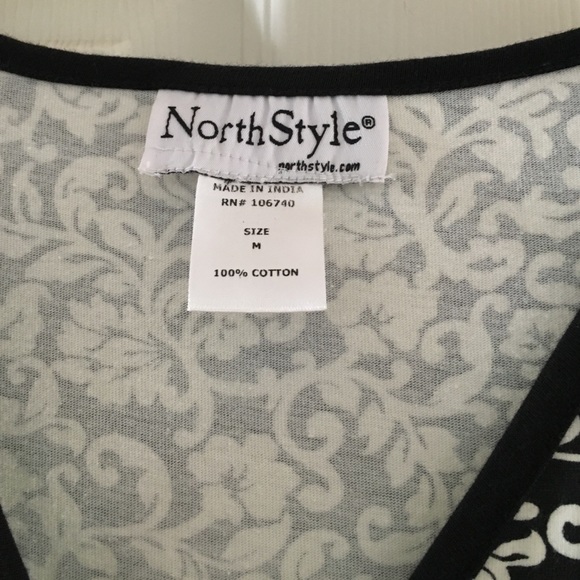 NorthStyle®
northstyle.com
MADE IN INDIA
RN# 106740
SIZE
M
100% COTTON